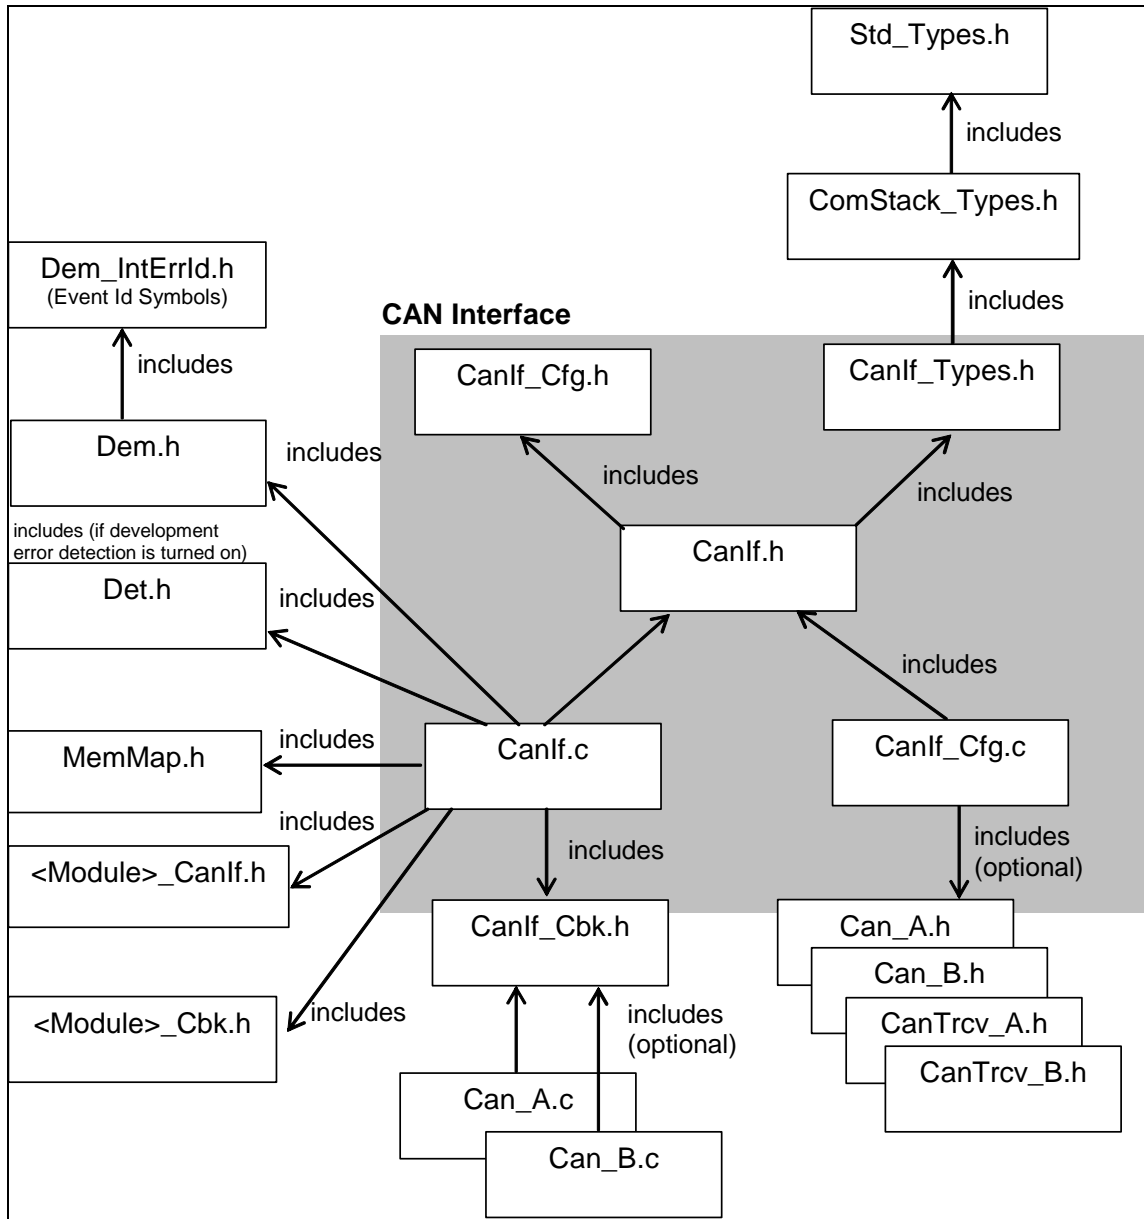 Std_Types.h
includes
ComStack_Types.h
includes
Dem_IntErrId.h
(Event Id Symbols)
includes
CAN Interface
CanIf_Cfg.h
CanIf_Types.h
Dem.h
includes
includes
includes
includes (if development
error detection is turned on)
Det.h
includes
CanIf.h
includes
MemMap.h
includes
CanIf.c
CanIf_Cfg.c
includes
<Module>_CanIf.h
includes
includes
(optional)
CanIf_Cbk.h
Can_A.h
Can_B.h
CanTrcv_A.h
CanTrcv_B.h
<Module>_Cbk.h
includes
includes
(optional)
Can_A.c
Can_B.c